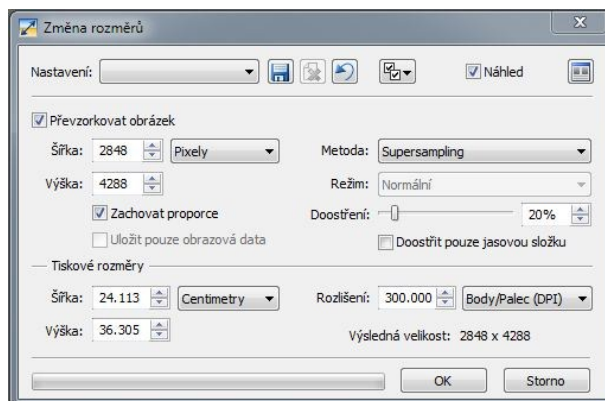 Změna rozměrů
Nastavení: Náhled
Převzorkovat obrázek
Šířka: 2848 Pixely Metoda: Supersampling
Výška: 4288 Režim: Normální
Zachovat proporce Doostření: 20%
Uložit pouze obrazová data Doostřit pouze jasovou složku
Tiskové rozměry
Šířka: 24.113 Centimetry Rozlišení: 300.000 Body/Palec (DPI)
Výška: 36.305 Výsledná velikost: 2848 x 4288
OK Storno